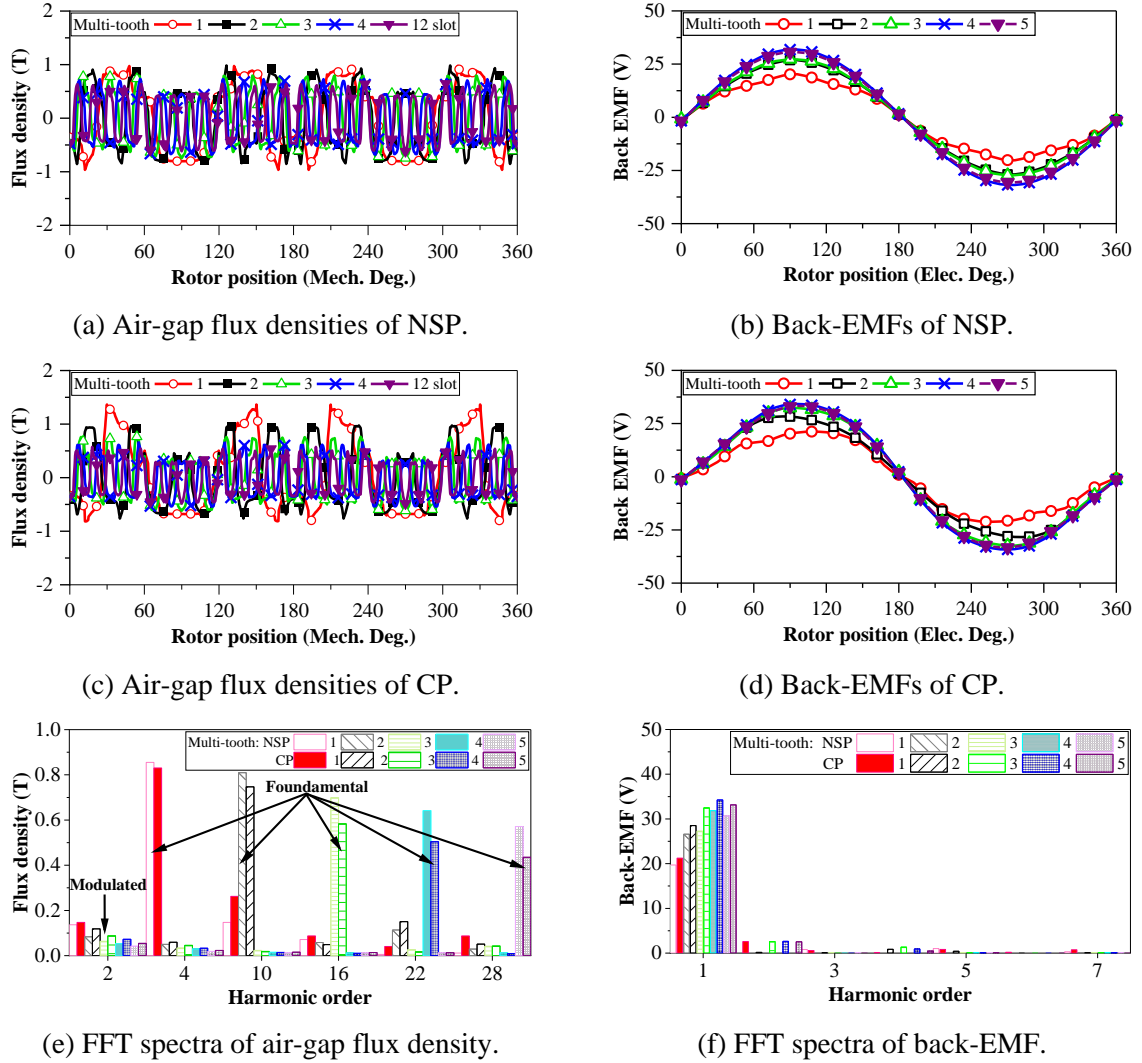 Multi-tooth 1 2 3 4 12 slot
Flux density (T)
2
1
0
-1
-2
0 60 120 180 240 300 360
Rotor position (Mech. Deg.)
(a) Air-gap flux densities of NSP.
Multi-tooth 1 2 3 4 5
Back EMF (V)
50
25
0
-25
-50
0 60 120 180 240 300 360
Rotor position (Elec. Deg.)
(b) Back-EMFs of NSP.
Multi-tooth 1 2 3 4 12 slot
Flux density (T)
2
1
0
-1
-2
0 60 120 180 240 300 360
Rotor position (Mech. Deg.)
(c) Air-gap flux densities of CP.
Multi-tooth 1 2 3 4 5
Back EMF (V)
50
25
0
-25
-50
0 60 120 180 240 300 360
Rotor position (Elec. Deg.)
(d) Back-EMFs of CP.
Multi-tooth: NSP 1 2 3 4 5
CP 1 2 3 4 5
Foundamental
Modulated
Flux density (T)
1.0
0.8
0.6
0.4
0.2
0.0
2 4 10 16 22 28
Harmonic order
(e) FFT spectra of air-gap flux density.
Multi-tooth: NSP 1 2 3 4 5
CP 1 2 3 4 5
Back-EMF (V)
50
40
30
20
10
0
1 3 5 7
Harmonic order
(f) FFT spectra of back-EMF.